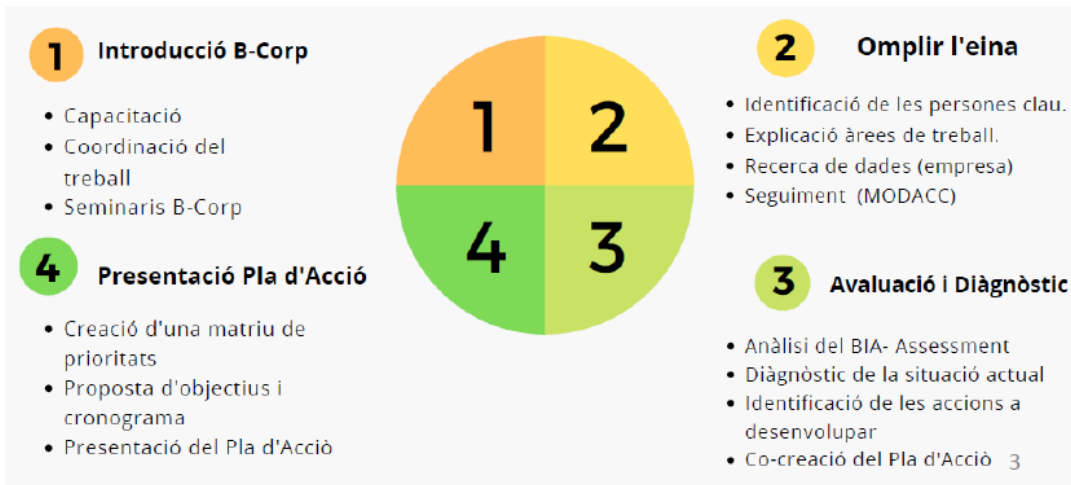 1 Introducció B-Corp
• Capacitació
• Coordinació del
treball
• Seminaris B-Corp
1
2
4
3
2 Omplir l'eina
• Identificació de les persones clau.
• Explicació àrees de treball.
• Recerca de dades (empresa)
• Seguiment (MODACC)
3 Avaluació i Diàgnòstic
• Anàlisi del BIA- Assessment
• Diàgnòstic de la situació actual
• Identificació de les accions a
desenvolupar
• Co-creació del Pla d'Acciò 3
4 Presentació Pla d'Acció
• Creació d'una matriu de
prioritats
• Proposta d'objectius i
cronograma
• Presentació del Pla d'Acciò